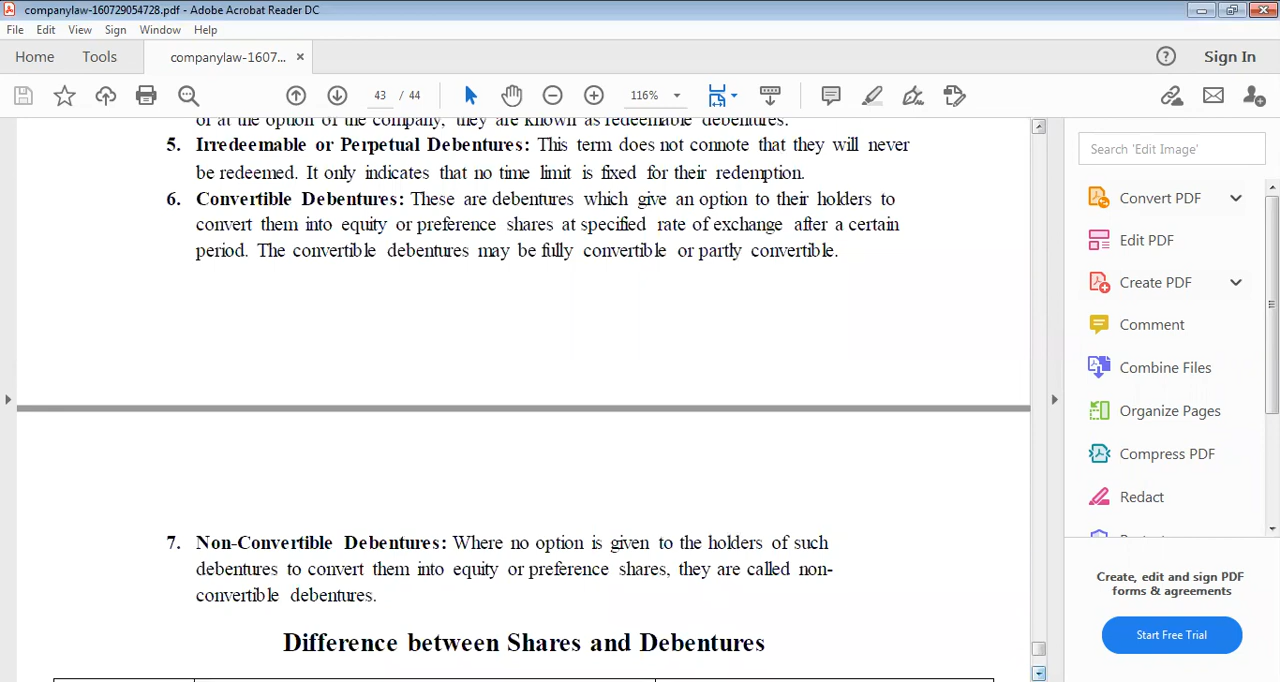 companylaw-160729054728.pdf - Adobe Acrobat Reader DC
File Edit View Sign Window Help
Home Tools companylaw-1607... × Sign In
43 / 44 116%
or at the option of the company, they are known as redeemable debentures.
5. Irredeemable or Perpetual Debentures: This term does not connote that they will never
be redeemed. It only indicates that no time limit is fixed for their redemption.
6. Convertible Debentures: These are debentures which give an option to their holders to
convert them into equity or preference shares at specified rate of exchange after a certain
period. The convertible debentures may be fully convertible or partly convertible.
7. Non-Convertible Debentures: Where no option is given to the holders of such
debentures to convert them into equity or preference shares, they are called non-
convertible debentures.
Difference between Shares and Debentures
Search 'Edit Image'
Convert PDF
Edit PDF
Create PDF
Comment
Combine Files
Organize Pages
Compress PDF
Redact
Create, edit and sign PDF
forms & agreements
Start Free Trial